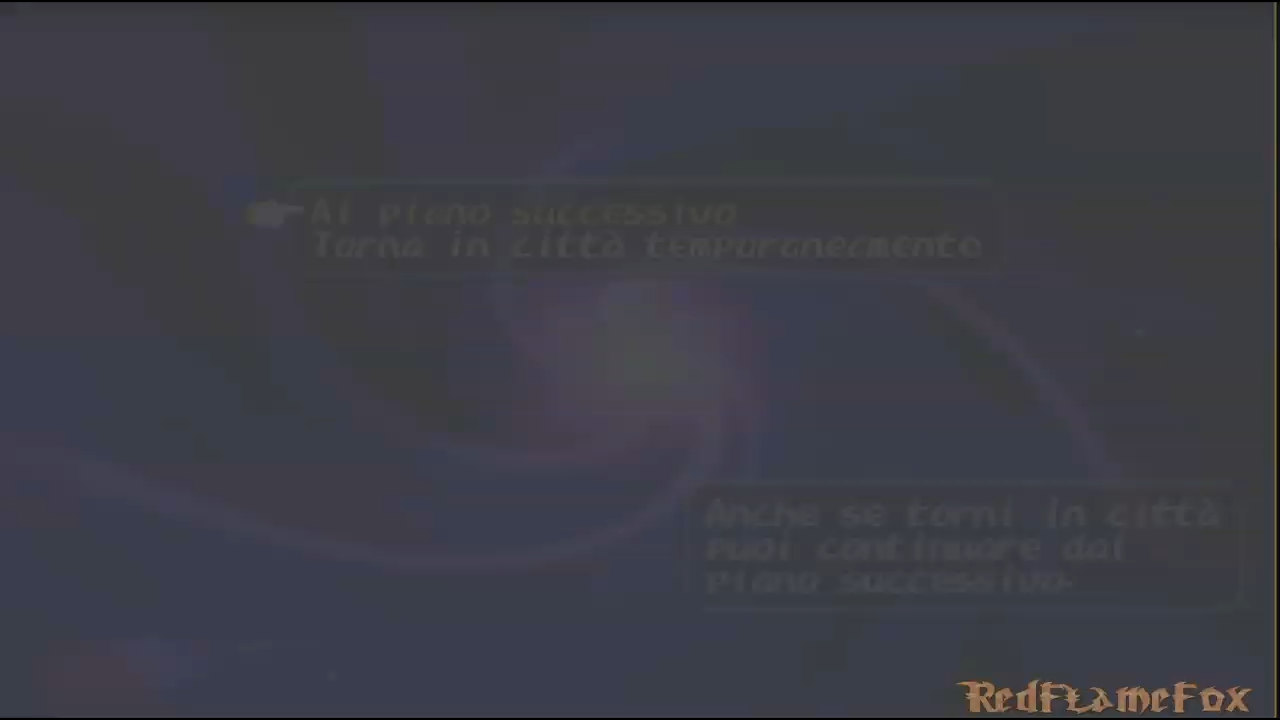 Al piano successivo
Torna in città temporaneamente
Anche se torni in città
puoi continuare dal
piano successivo.
RedFlameFox